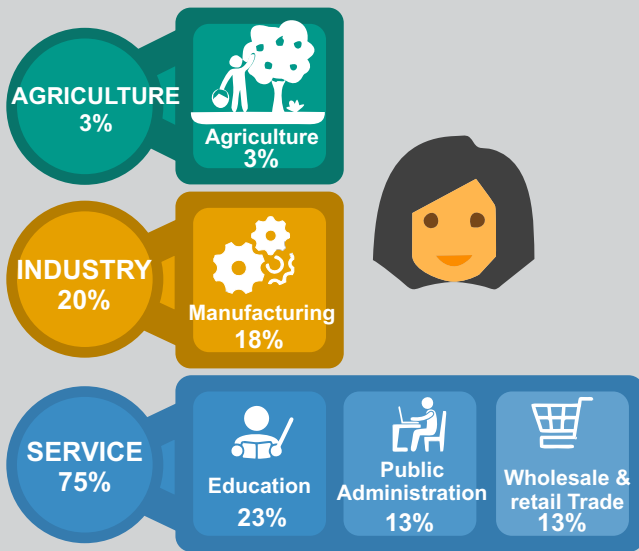 AGRICULTURE
3%
Agriculture
3%
INDUSTRY
20%
Manufacturing
18%
SERVICE
75%
Education
23%
Public
Administration
13%
Wholesale &
retail Trade
13%